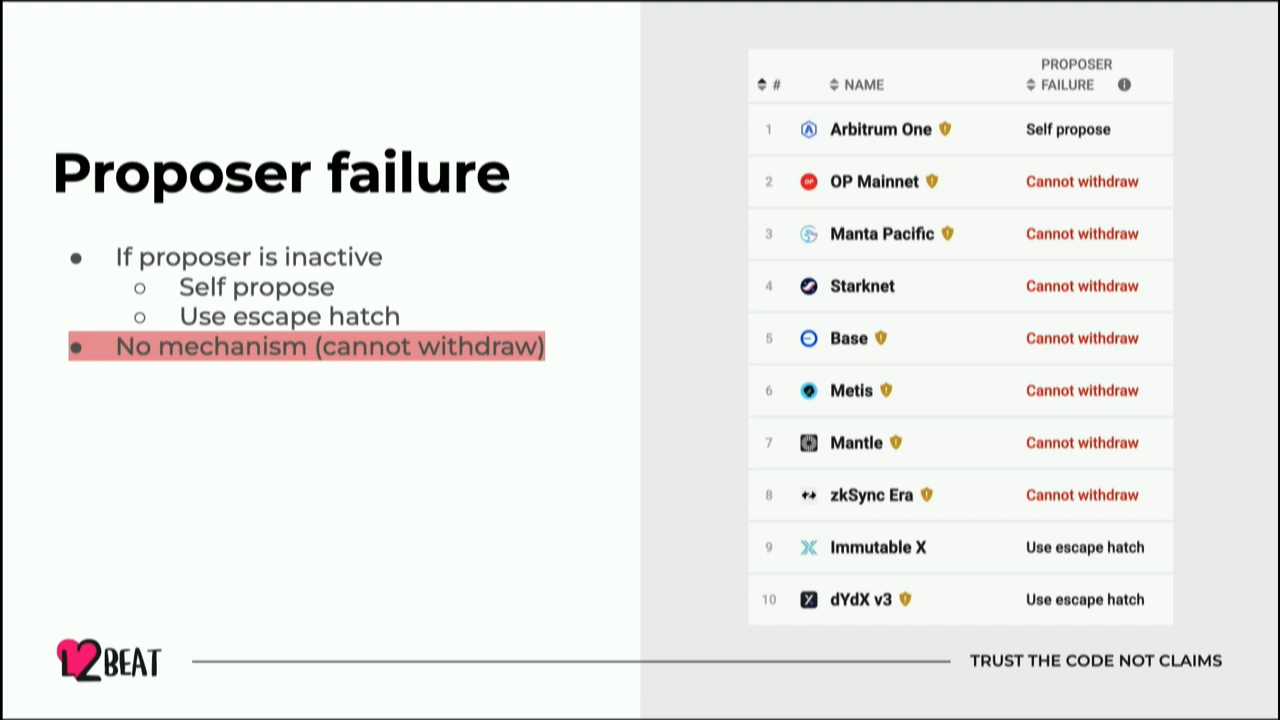 Proposer failure
● If proposer is inactive
○ Self propose
○ Use escape hatch
● No mechanism (cannot withdraw)
# NAME PROPOSER FAILURE
1 Arbitrum One Self propose
2 OP Mainnet Cannot withdraw
3 Manta Pacific Cannot withdraw
4 Starknet Cannot withdraw
5 Base Cannot withdraw
6 Metis Cannot withdraw
7 Mantle Cannot withdraw
8 zkSync Era Cannot withdraw
9 Immutable X Use escape hatch
10 dYdX v3 Use escape hatch
L2BEAT
TRUST THE CODE NOT CLAIMS